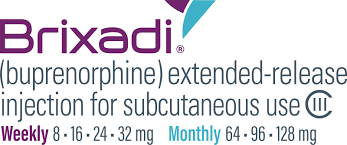 Brixadi®
(buprenorphine) extended-release
injection for subcutaneous use CIII
Weekly 8 • 16 • 24 • 32 mg Monthly 64 • 96 • 128 mg